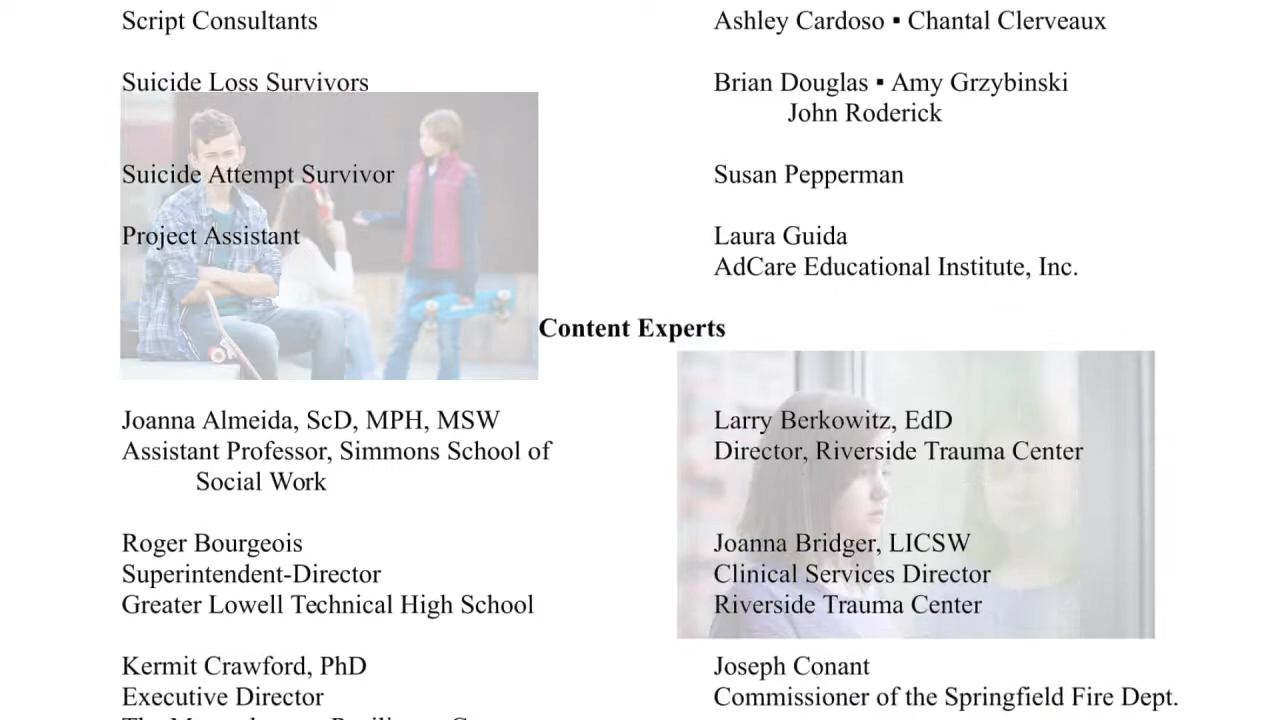 Script Consultants
Ashley Cardoso ▪ Chantal Clerveaux
Suicide Loss Survivors
Brian Douglas ▪ Amy Grzybinski
John Roderick
Suicide Attempt Survivor
Susan Pepperman
Project Assistant
Laura Guida
AdCare Educational Institute, Inc.
Content Experts
Joanna Almeida, ScD, MPH, MSW
Assistant Professor, Simmons School of
Social Work
Larry Berkowitz, EdD
Director, Riverside Trauma Center
Roger Bourgeois
Superintendent-Director
Greater Lowell Technical High School
Joanna Bridger, LICSW
Clinical Services Director
Riverside Trauma Center
Kermit Crawford, PhD
Executive Director
Joseph Conant
Commissioner of the Springfield Fire Dept.